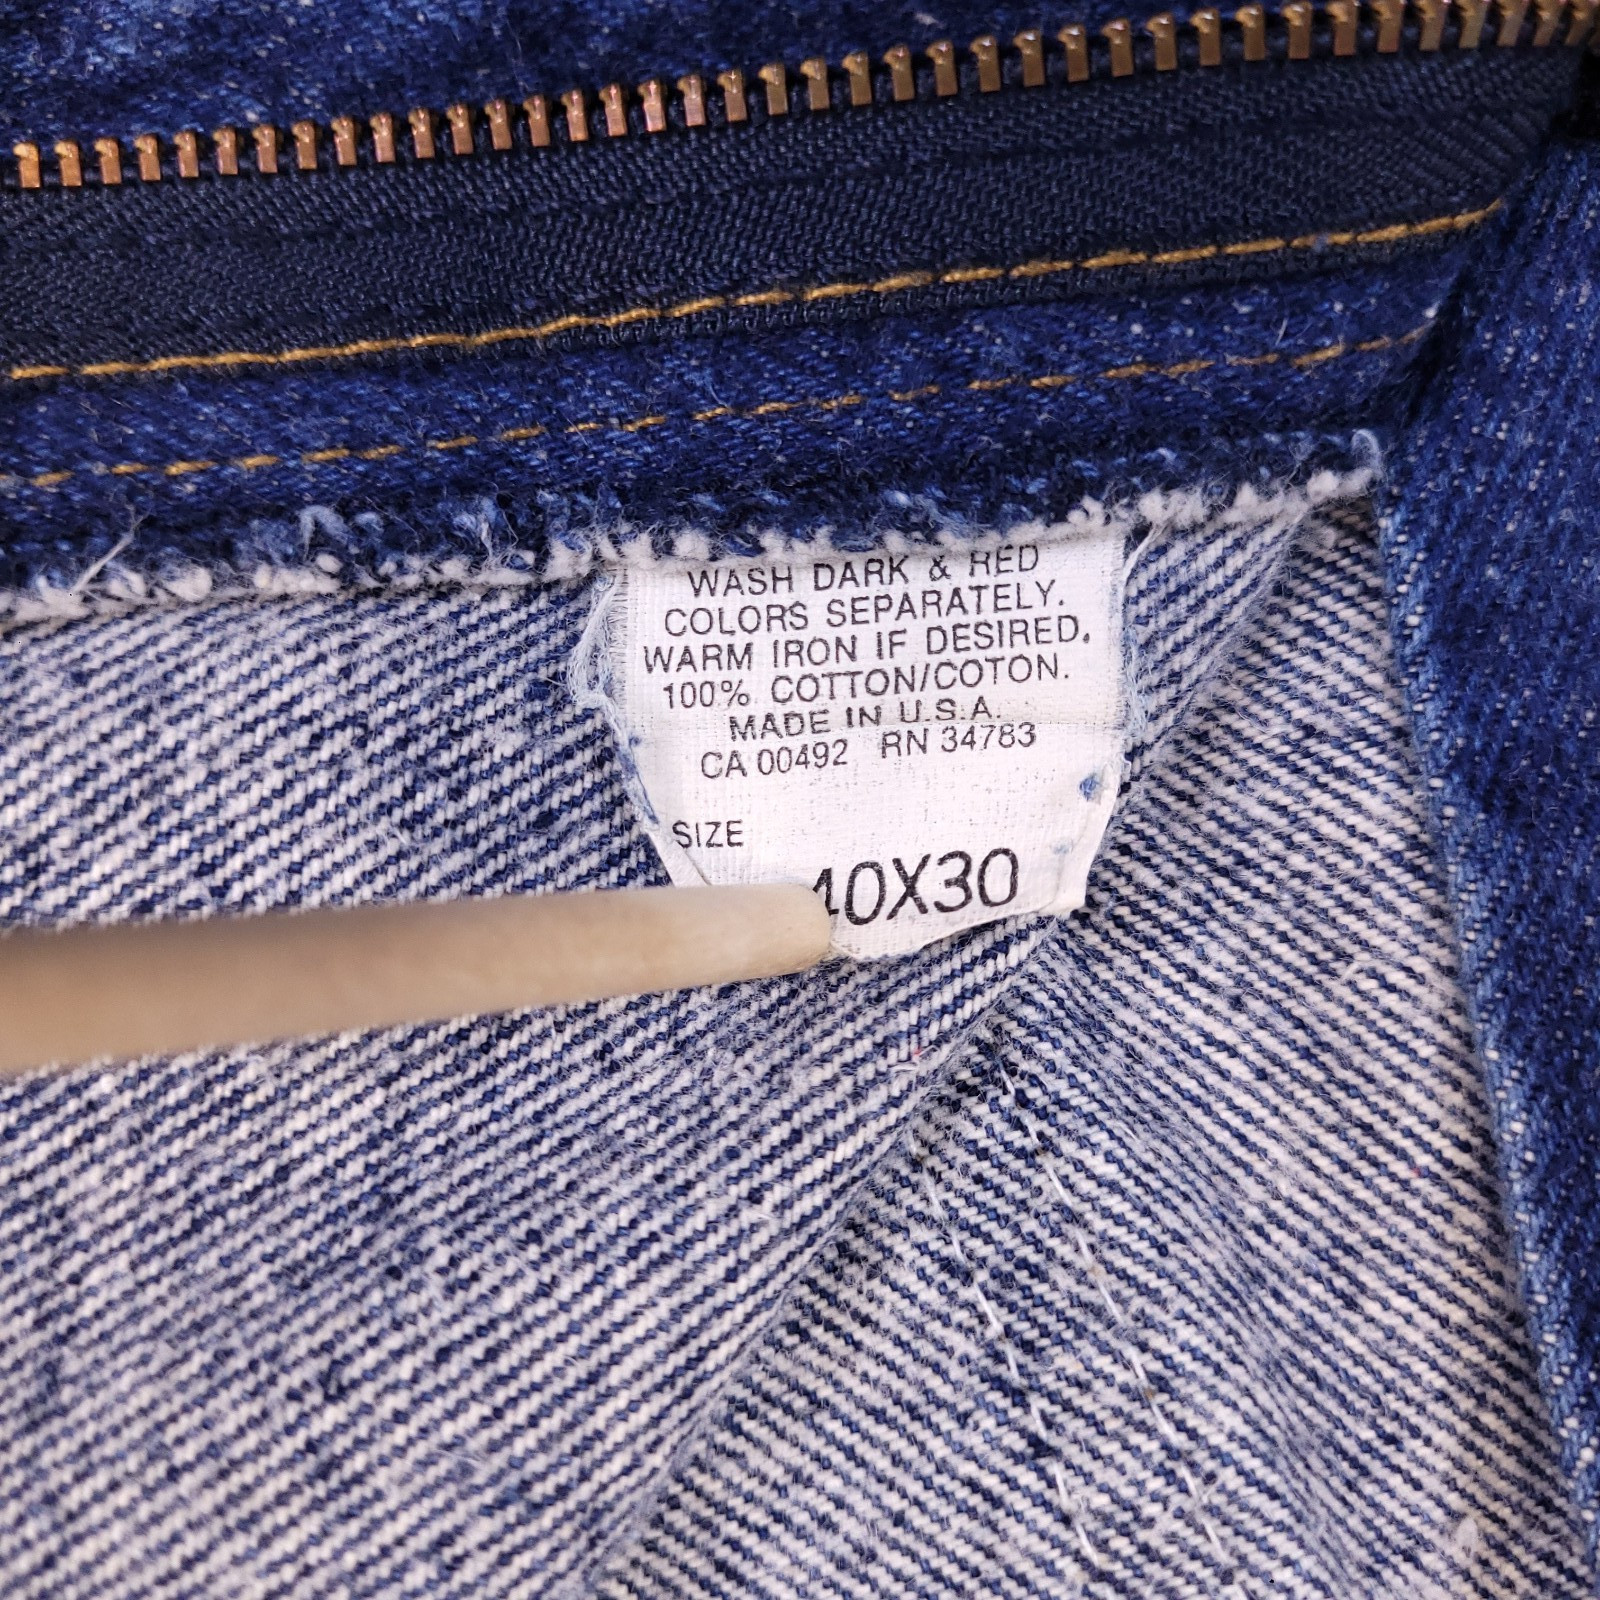 WASH DARK & RED
COLORS SEPARATELY.
WARM IRON IF DESIRED.
100% COTTON/COTON.
MADE IN U.S.A.
CA 00492 RN 34783
SIZE
40X30